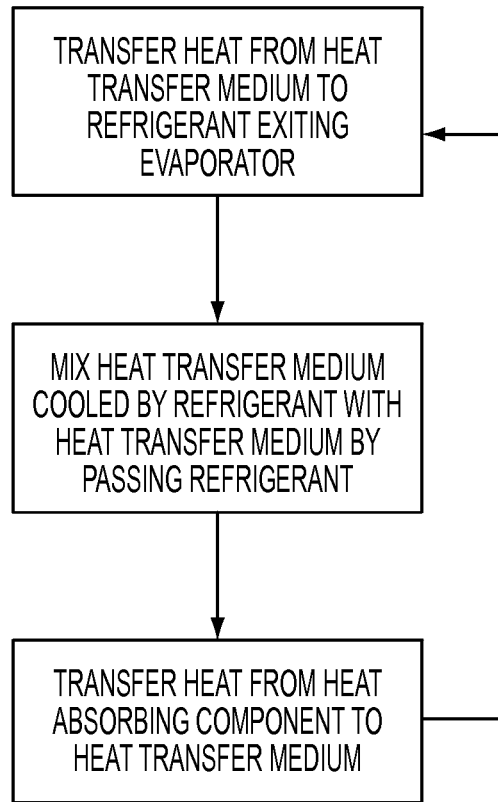 TRANSFER HEAT FROM HEAT
TRANSFER MEDIUM TO
REFRIGERANT EXITING
EVAPORATOR
MIX HEAT TRANSFER MEDIUM
COOLED BY REFRIGERANT WITH
HEAT TRANSFER MEDIUM BY
PASSING REFRIGERANT
TRANSFER HEAT FROM HEAT
ABSORBING COMPONENT TO
HEAT TRANSFER MEDIUM